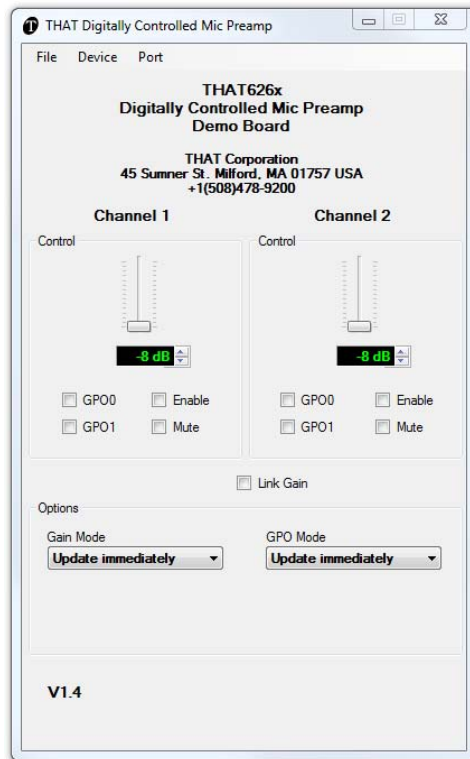 THAT Digitally Controlled Mic Preamp
File Device Port
THAT626x
Digitally Controlled Mic Preamp
Demo Board
THAT Corporation
45 Sumner St. Milford, MA 01757 USA
+1(508)478-9200
Channel 1 Channel 2
Control Control
-8 dB -8 dB
GPO0 Enable GPO0 Enable
GPO1 Mute GPO1 Mute
Link Gain
Options
Gain Mode GPO Mode
Update immediately Update immediately
V1.4